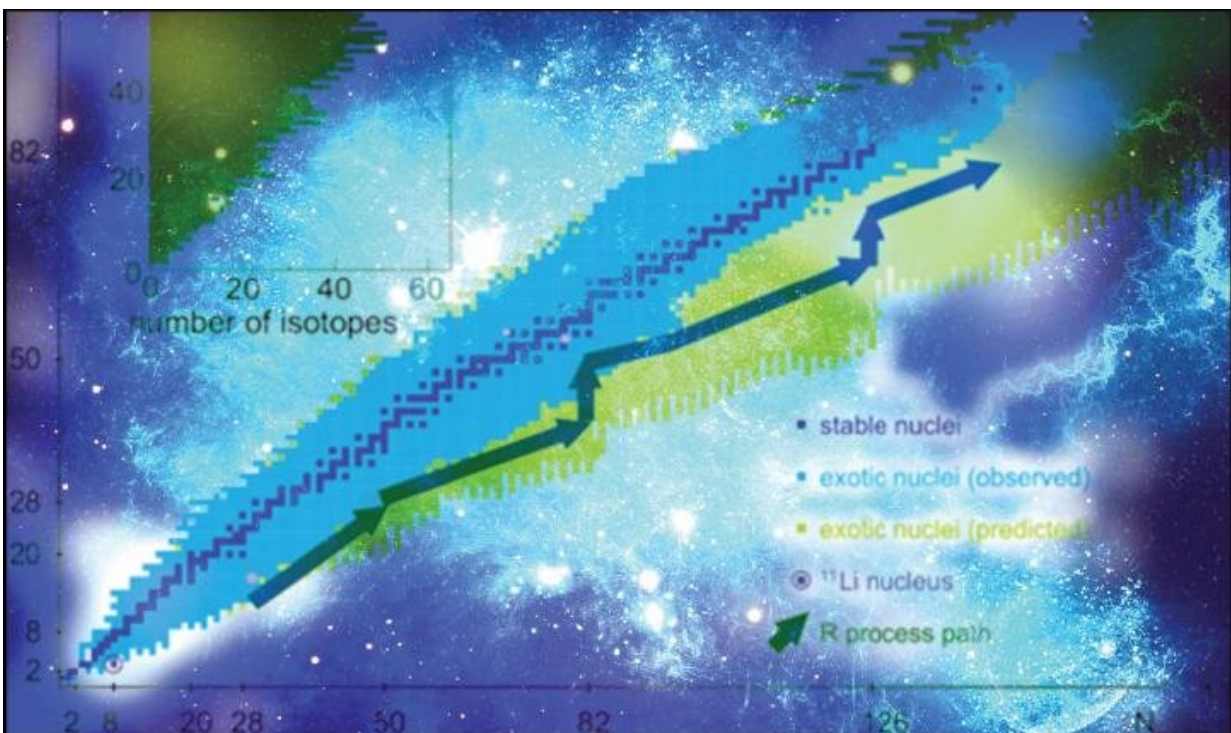 40
82
20
0
0 20 40 60
number of isotopes
50
stable nuclei
exotic nuclei (observed)
28
exotic nuclei (predicted)
20
¹¹Li nucleus
8
R process path
2
2 8 20 28 50 82 126 N